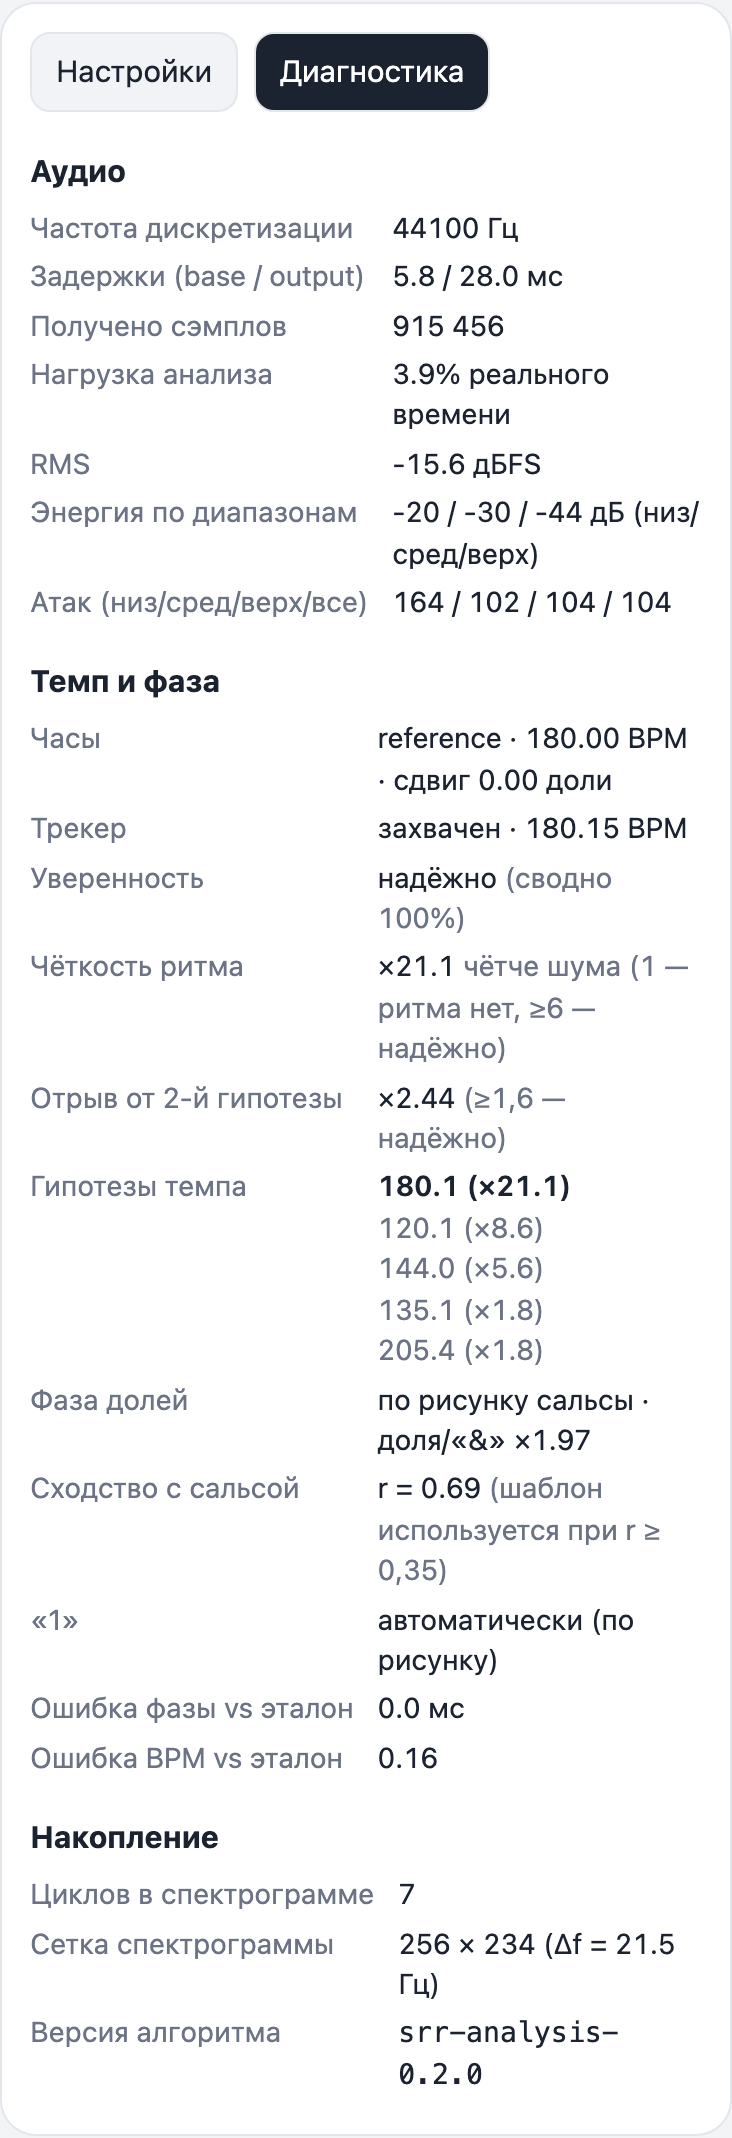 Настройки Диагностика
Аудио
Частота дискретизации 44100 Гц
Задержки (base / output) 5.8 / 28.0 мс
Получено сэмплов 915 456
Нагрузка анализа 3.9% реального
времени
RMS -15.6 дБFS
Энергия по диапазонам -20 / -30 / -44 дБ (низ/
сред/верх)
Атак (низ/сред/верх/все) 164 / 102 / 104 / 104
Темп и фаза
Часы reference · 180.00 BPM
· сдвиг 0.00 доли
Трекер захвачен · 180.15 BPM
Уверенность надёжно (сводно
100%)
Чёткость ритма ×21.1 чётче шума (1 —
ритма нет, ≥6 —
надёжно)
Отрыв от 2-й гипотезы ×2.44 (≥1,6 —
надёжно)
Гипотезы темпа 180.1 (×21.1)
120.1 (×8.6)
144.0 (×5.6)
135.1 (×1.8)
205.4 (×1.8)
Фаза долей по рисунку сальсы ·
доля/«&» ×1.97
Сходство с сальсой r = 0.69 (шаблон
используется при r ≥
0,35)
«1» автоматически (по
рисунку)
Ошибка фазы vs эталон 0.0 мс
Ошибка BPM vs эталон 0.16
Накопление
Циклов в спектрограмме 7
Сетка спектрограммы 256 × 234 (Δf = 21.5
Гц)
Версия алгоритма srr-analysis-
0.2.0